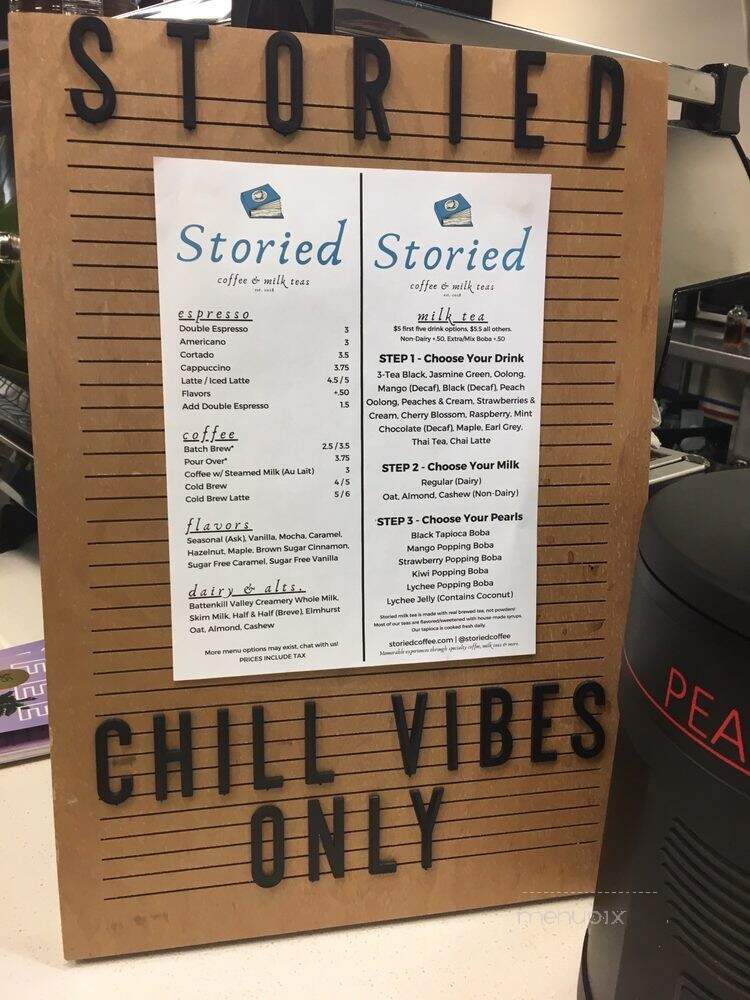 STORIED
Storied
coffee & milk teas
est. 2018
espresso
Double Espresso 3
Americano 3
Cortado 3.5
Cappuccino 3.75
Latte / Iced Latte 4.5 / 5
Flavors +.50
Add Double Espresso 1.5
coffee
Batch Brew* 2.5 / 3.5
Pour Over* 3.75
Coffee w/ Steamed Milk (Au Lait) 3
Cold Brew 4 / 5
Cold Brew Latte 5 / 6
flavors
Seasonal (Ask), Vanilla, Mocha, Caramel,
Hazelnut, Maple, Brown Sugar Cinnamon,
Sugar Free Caramel, Sugar Free Vanilla
dairy & alts.
Battenkill Valley Creamery Whole Milk,
Skim Milk, Half & Half (Breve), Elmhurst
Oat, Almond, Cashew
More menu options may exist, chat with us!
PRICES INCLUDE TAX
Storied
coffee & milk teas
est. 2018
milk tea
$5 first five drink options, $5.5 all others.
Non-Dairy +.50, Extra/Mix Boba +.50
STEP 1 - Choose Your Drink
3-Tea Black, Jasmine Green, Oolong,
Mango (Decaf), Black (Decaf), Peach
Oolong, Peaches & Cream, Strawberries &
Cream, Cherry Blossom, Raspberry, Mint
Chocolate (Decaf), Maple, Earl Grey,
Thai Tea, Chai Latte
STEP 2 - Choose Your Milk
Regular (Dairy)
Oat, Almond, Cashew (Non-Dairy)
STEP 3 - Choose Your Pearls
Black Tapioca Boba
Mango Popping Boba
Strawberry Popping Boba
Kiwi Popping Boba
Lychee Popping Boba
Lychee Jelly (Contains Coconut)
Storied milk tea is made with real brewed tea, not powders!
Most of our teas are flavored/sweetened with house-made syrups.
Our tapioca is cooked fresh daily.
storiedcoffee.com | @storiedcoffee
Memorable experiences through specialty coffee, milk teas & more.
CHILL VIBES
ONLY
PEA
menupix